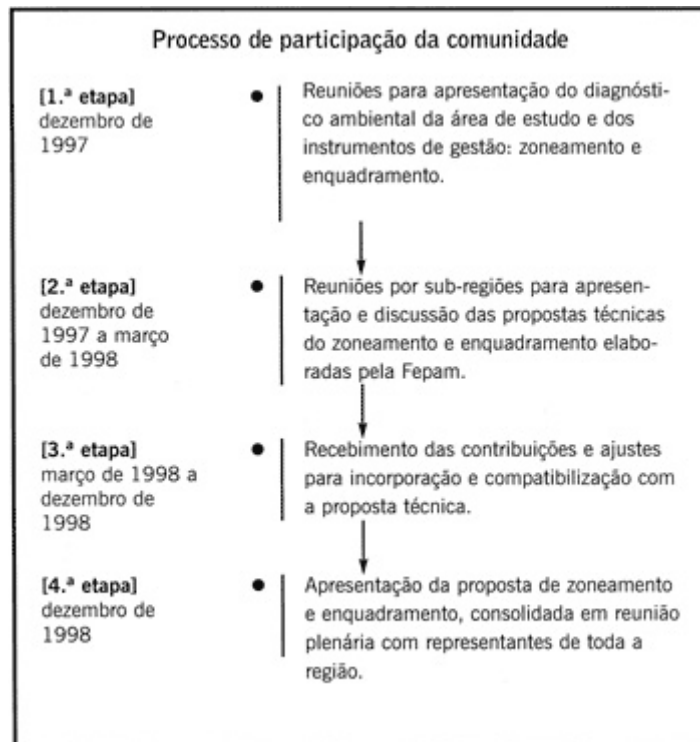 Processo de participação da comunidade
[1.ª etapa]
dezembro de
1997
Reuniões para apresentação do diagnósti-
co ambiental da área de estudo e dos
instrumentos de gestão: zoneamento e
enquadramento.
[2.ª etapa]
dezembro de
1997 a março
de 1998
Reuniões por sub-regiões para apresen-
tação e discussão das propostas técnicas
do zoneamento e enquadramento elabo-
radas pela Fepam.
[3.ª etapa]
março de 1998 a
dezembro de
1998
Recebimento das contribuições e ajustes
para incorporação e compatibilização com
a proposta técnica.
[4.ª etapa]
dezembro de
1998
Apresentação da proposta de zoneamento
e enquadramento, consolidada em reunião
plenária com representantes de toda a
região.